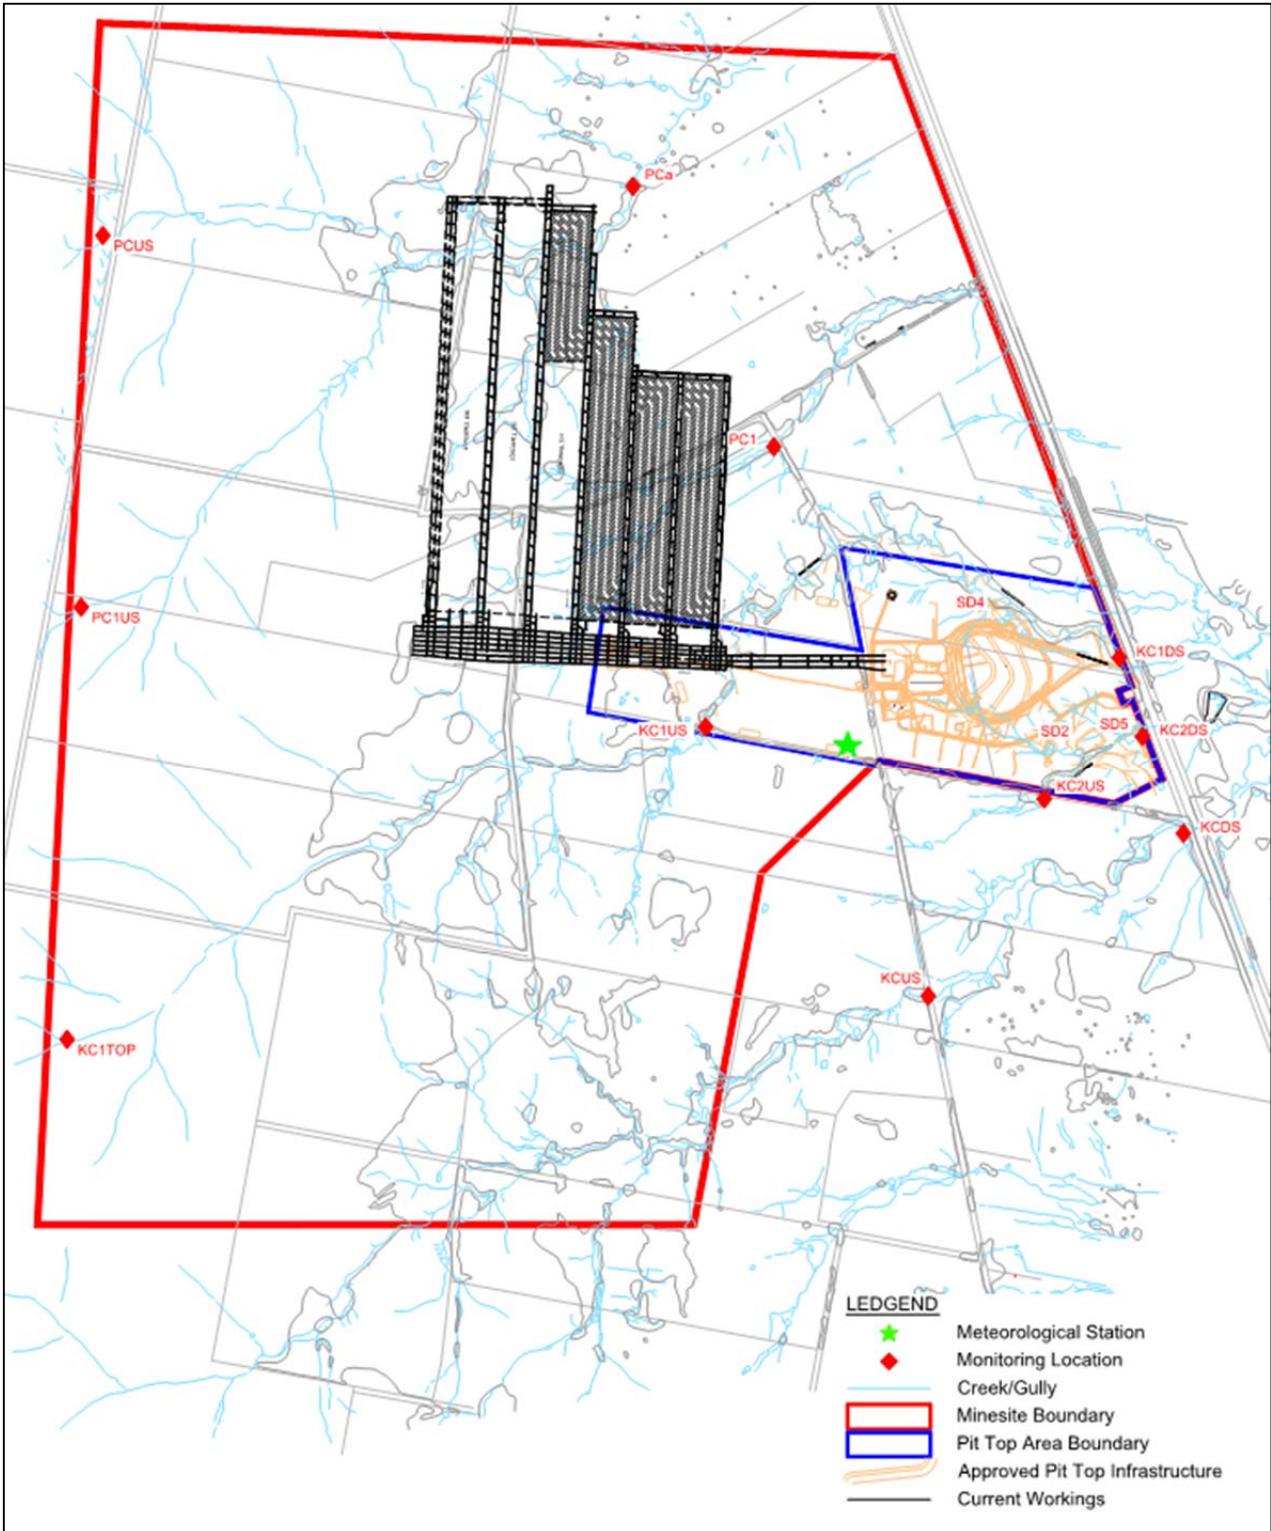 PCa
PCUS
PC1
PC1US
SD4
KC1DS
KC1US
SD2
SD5
KC2DS
KC2US
KCDS
KCUS
KC1TOP
LEDGEND
Meteorological Station
Monitoring Location
Creek/Gully
Minesite Boundary
Pit Top Area Boundary
Approved Pit Top Infrastructure
Current Workings